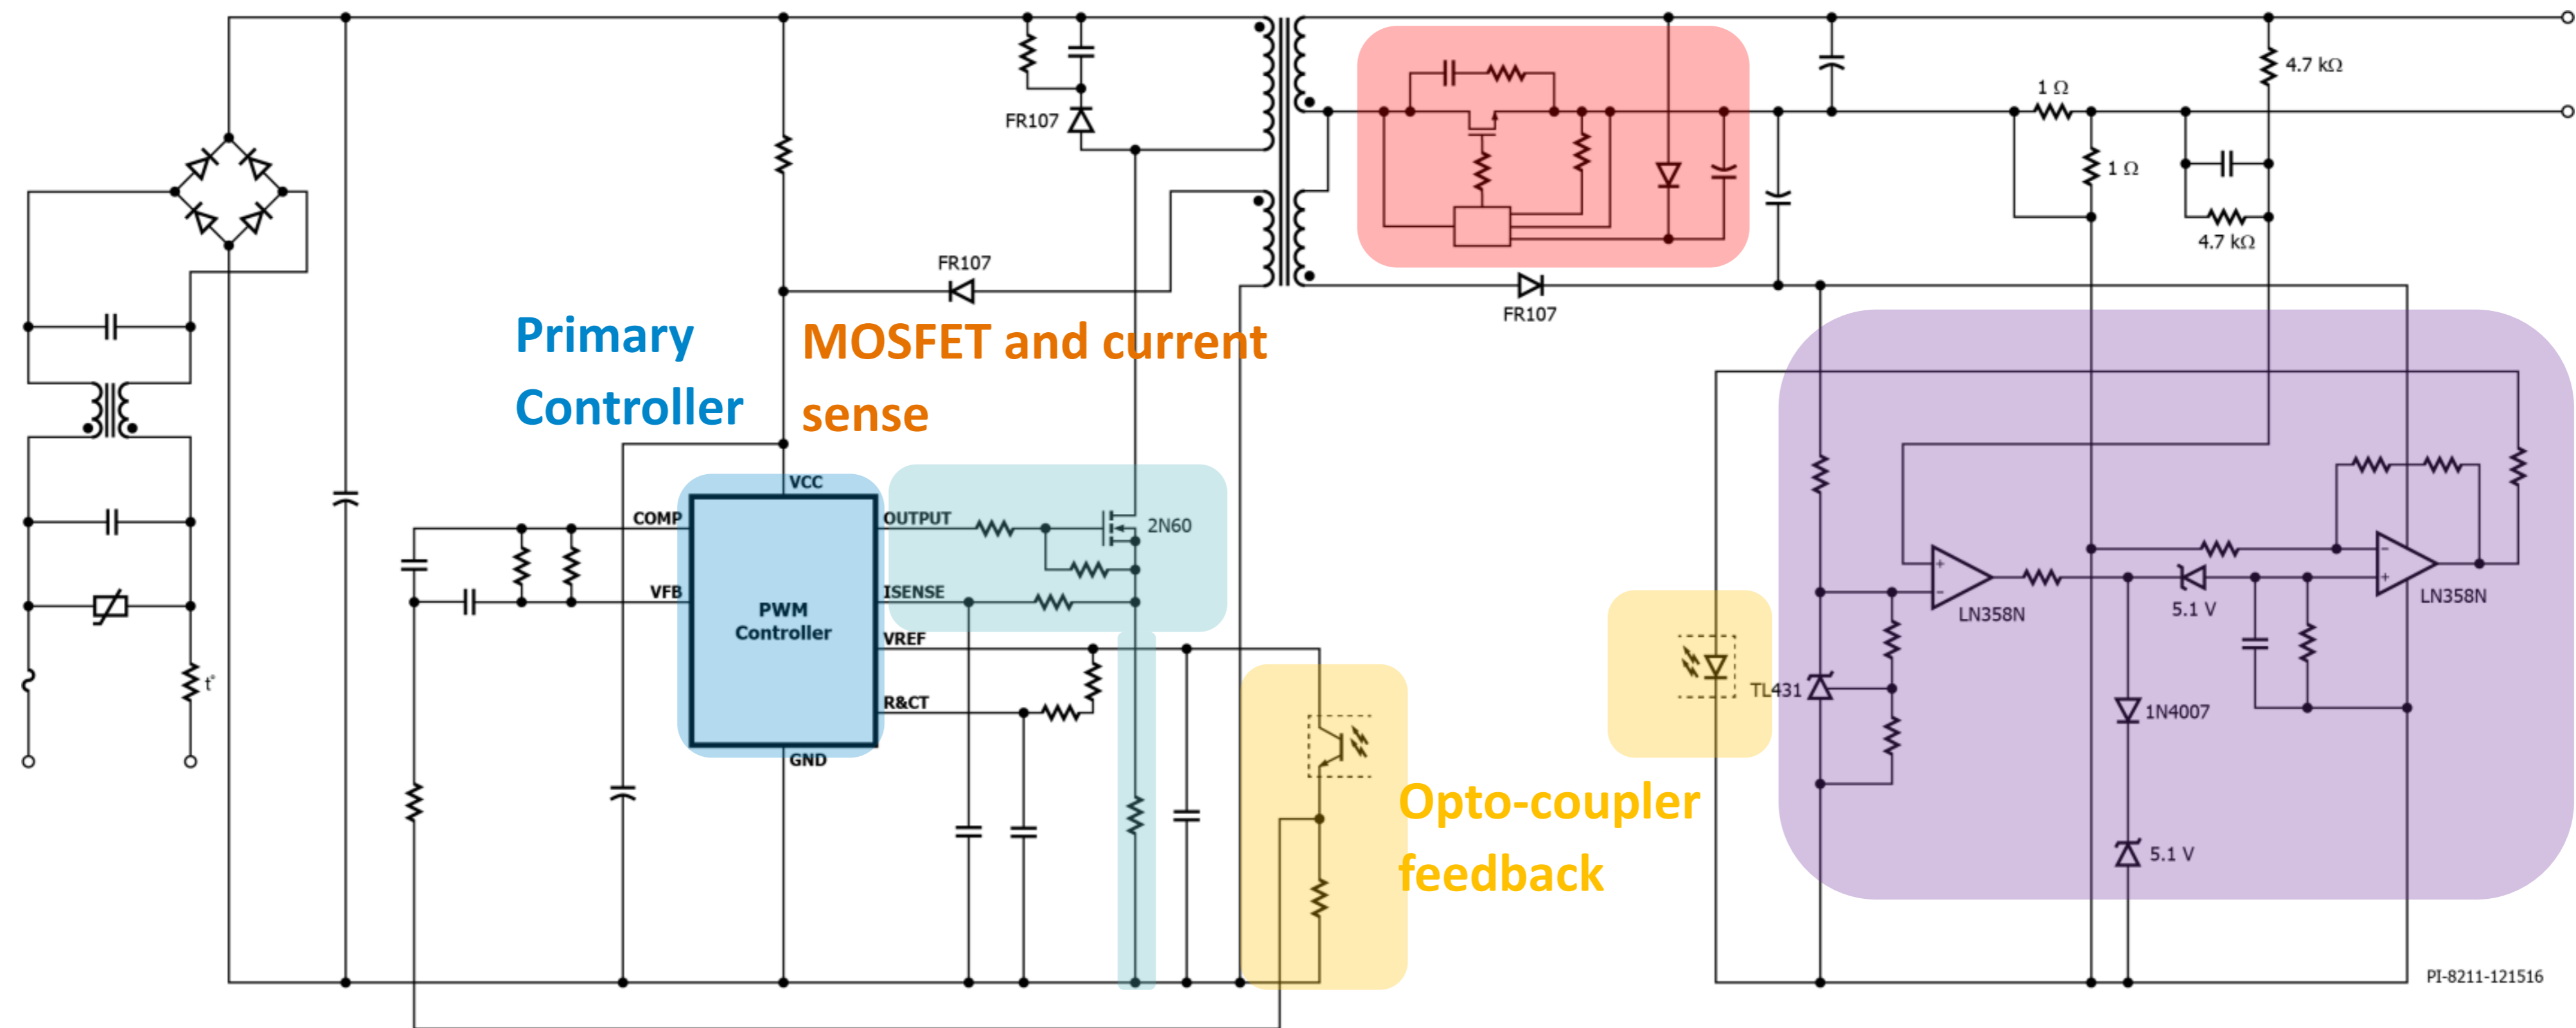 4.7 kΩ
1 Ω
FR107
1 Ω
4.7 kΩ
FR107
FR107
Primary
Controller
MOSFET and current
sense
VCC
COMP
OUTPUT
2N60
VFB
ISENSE
PWM
Controller
VREF
R&CT
GND
t°
LN358N
5.1 V
LN358N
TL431
1N4007
5.1 V
Opto-coupler
feedback
PI-8211-121516